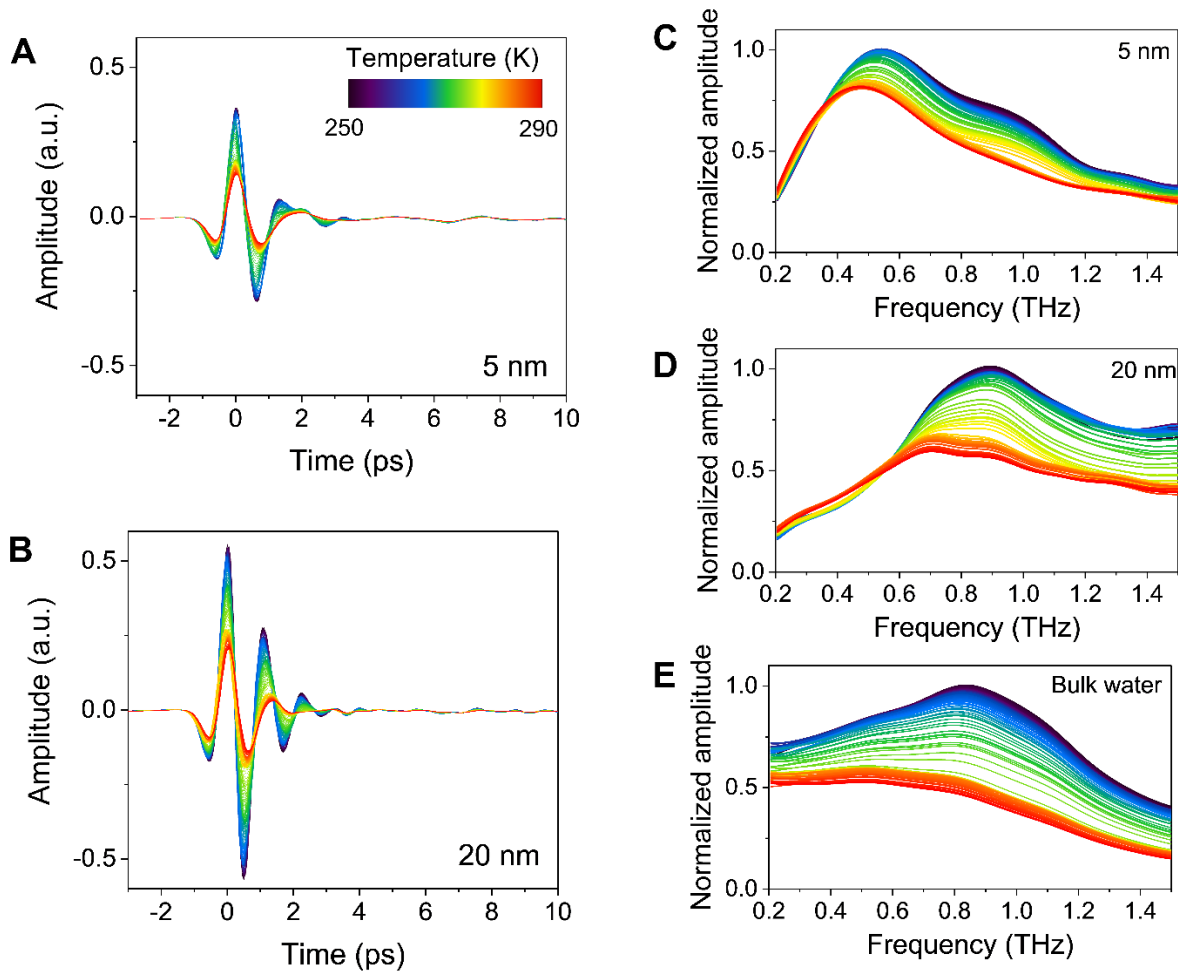 A
Amplitude (a.u.)
0.5
0.0
-0.5
Temperature (K)
250 290
5 nm
-2 0 2 4 6 8 10
Time (ps)
B
Amplitude (a.u.)
0.5
0.0
-0.5
20 nm
-2 0 2 4 6 8 10
Time (ps)
C
Normalized amplitude
1.0
0.5
0.0
5 nm
0.2 0.4 0.6 0.8 1.0 1.2 1.4
Frequency (THz)
D
Normalized amplitude
1.0
0.5
0.0
20 nm
0.2 0.4 0.6 0.8 1.0 1.2 1.4
Frequency (THz)
E
Normalized amplitude
1.0
0.5
0.0
Bulk water
0.2 0.4 0.6 0.8 1.0 1.2 1.4
Frequency (THz)